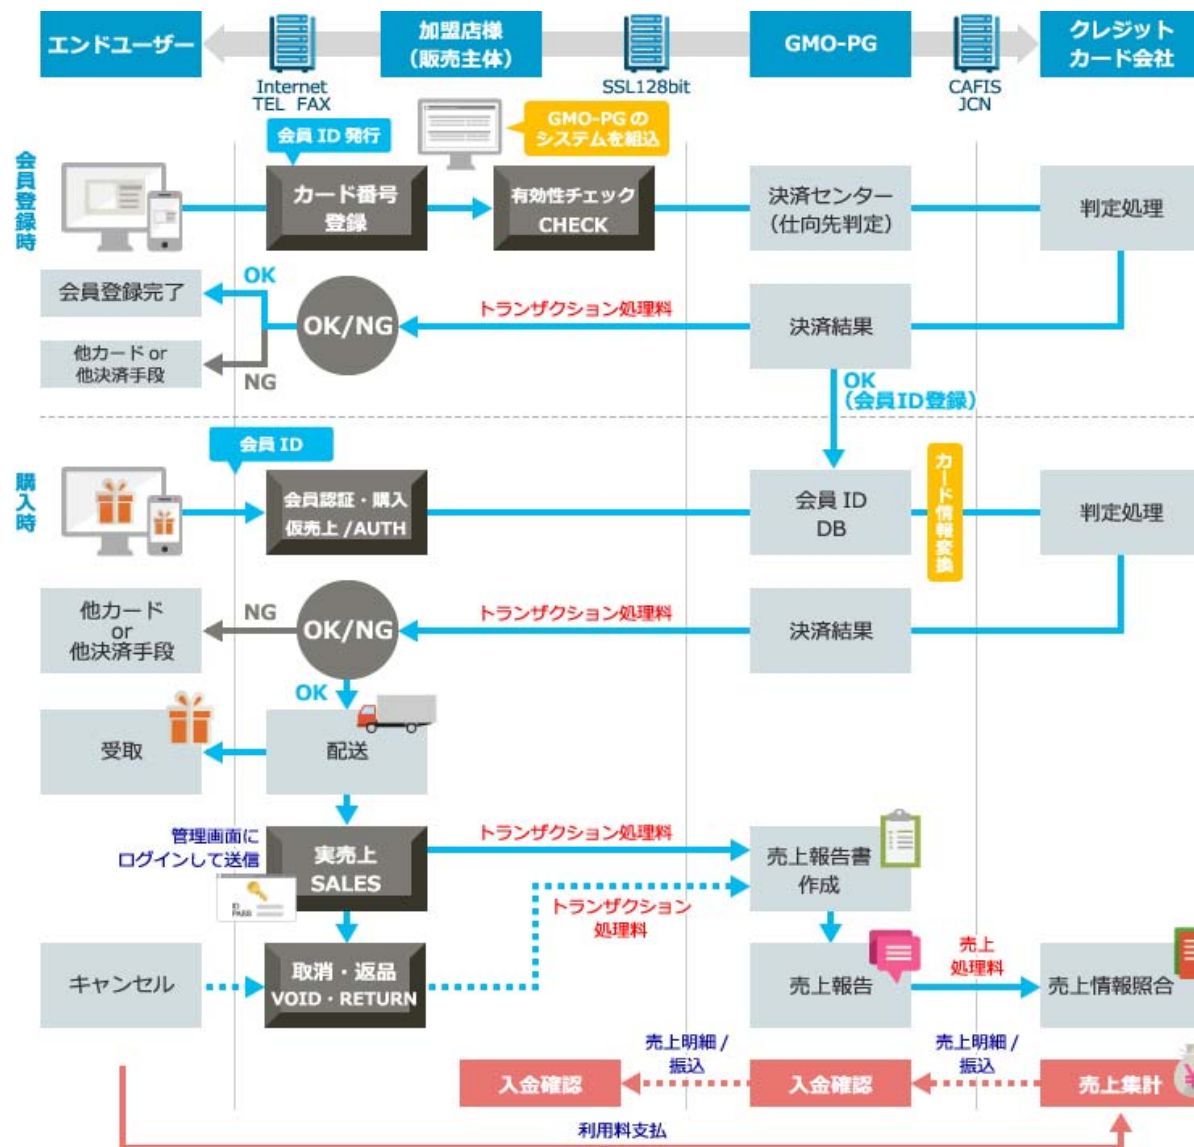 エンドユーザー
加盟店様
（販売主体）
GMO-PG
クレジット
カード会社
Internet
TEL FAX
SSL128bit
CAFIS
JCN
会員 ID 発行
GMO-PG の
システムを組込
会員登録時
カード番号
登録
有効性チェック
CHECK
決済センター
（仕向先判定）
判定処理
会員登録完了
OK
OK/NG
トランザクション処理料
決済結果
他カード or
他決済手段
NG
OK
（会員ID登録）
会員 ID
購入時
会員認証・購入
仮売上 /AUTH
会員 ID
DB
カード情報変換
判定処理
他カード
or
他決済手段
NG
OK/NG
トランザクション処理料
決済結果
OK
受取
配送
管理画面に
ログインして送信
ID
PASS
実売上
SALES
トランザクション処理料
売上報告書
作成
トランザクション
処理料
キャンセル
取消・返品
VOID・RETURN
売上報告
売上
処理料
売上情報照合
入金確認
売上明細 /
振込
入金確認
売上明細 /
振込
売上集計
¥
利用料支払